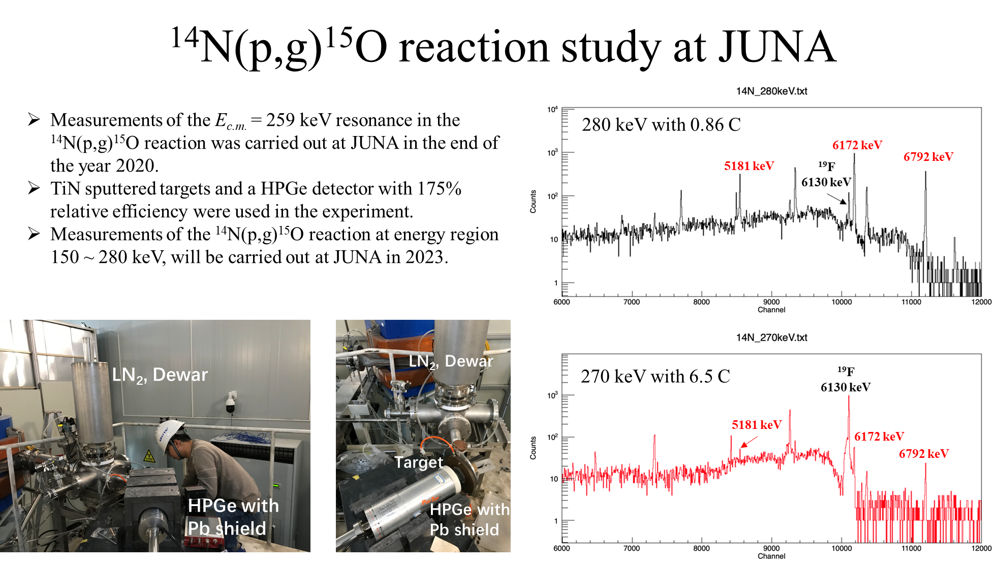 14N(p,g)15O reaction study at JUNA
➢ Measurements of the Ec.m. = 259 keV resonance in the
14N(p,g)15O reaction was carried out at JUNA in the end of
the year 2020.
➢ TiN sputtered targets and a HPGe detector with 175%
relative efficiency were used in the experiment.
➢ Measurements of the 14N(p,g)15O reaction at energy region
150 ~ 280 keV, will be carried out at JUNA in 2023.
LN2, Dewar
HPGe with
Pb shield
LN2, Dewar
Target
HPGe with
Pb shield
14N_280keV.txt
280 keV with 0.86 C
5181 keV
19F
6130 keV
6172 keV
6792 keV
Counts
10^4
10^3
10^2
10
1
6000 7000 8000 9000 10000 11000 12000
Channel
14N_270keV.txt
270 keV with 6.5 C
19F
6130 keV
5181 keV
6172 keV
6792 keV
Counts
10^3
10^2
10
1
6000 7000 8000 9000 10000 11000 12000
Channel